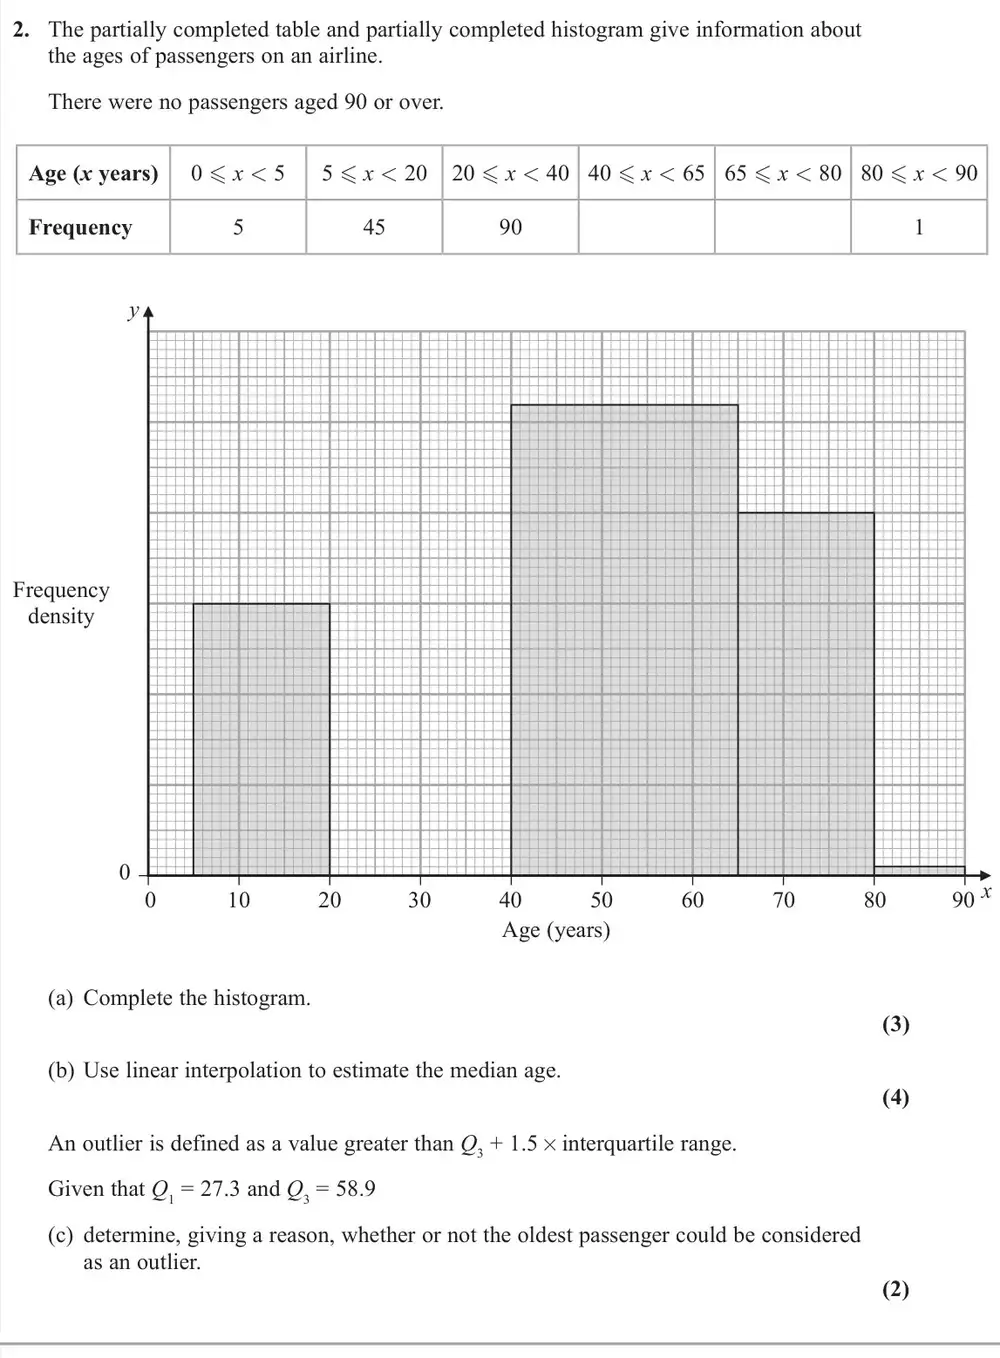 2. The partially completed table and partially completed histogram give information about
the ages of passengers on an airline.
There were no passengers aged 90 or over.
Age (x years) 0 ⩽ x < 5 5 ⩽ x < 20 20 ⩽ x < 40 40 ⩽ x < 65 65 ⩽ x < 80 80 ⩽ x < 90
Frequency 5 45 90 1
y
Frequency
density
0
0 10 20 30 40 50 60 70 80 90 x
Age (years)
(a) Complete the histogram.
(3)
(b) Use linear interpolation to estimate the median age.
(4)
An outlier is defined as a value greater than Q₃ + 1.5 × interquartile range.
Given that Q₁ = 27.3 and Q₃ = 58.9
(c) determine, giving a reason, whether or not the oldest passenger could be considered
as an outlier.
(2)